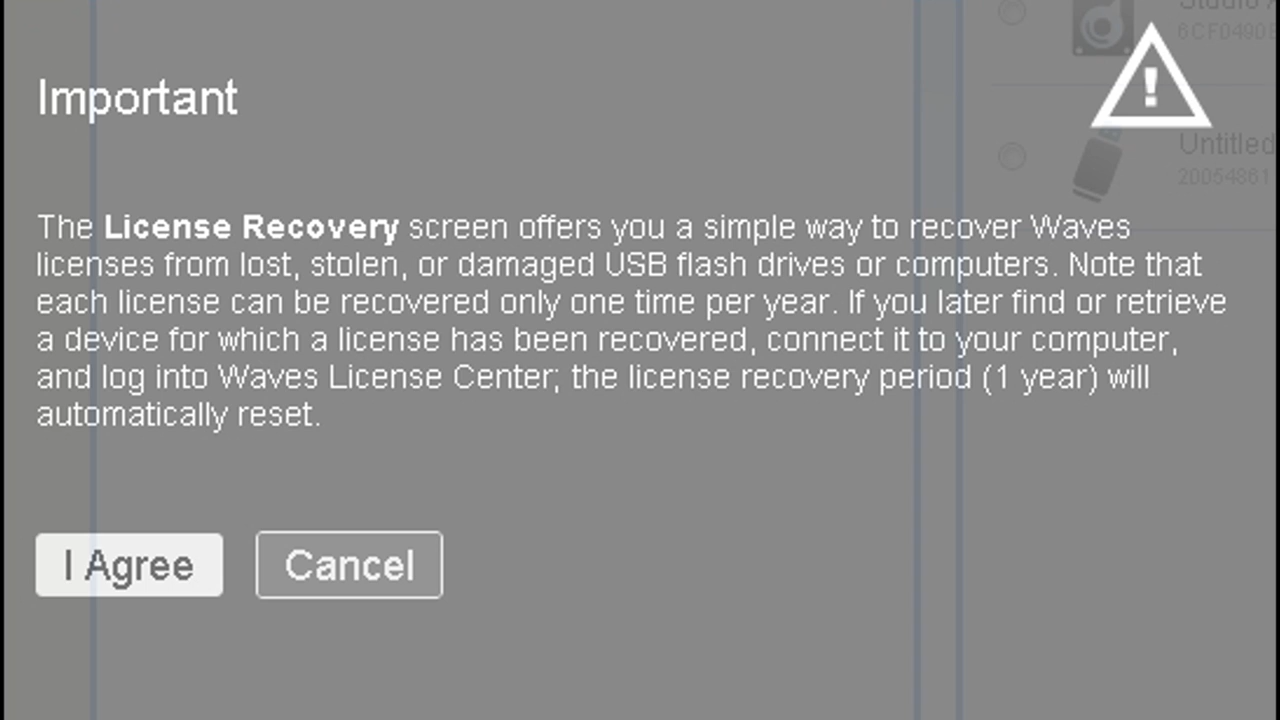 Studio
6CF0490
Important
Untitled
20054861
The License Recovery screen offers you a simple way to recover Waves
licenses from lost, stolen, or damaged USB flash drives or computers. Note that
each license can be recovered only one time per year. If you later find or retrieve
a device for which a license has been recovered, connect it to your computer,
and log into Waves License Center; the license recovery period (1 year) will
automatically reset.
I Agree
Cancel